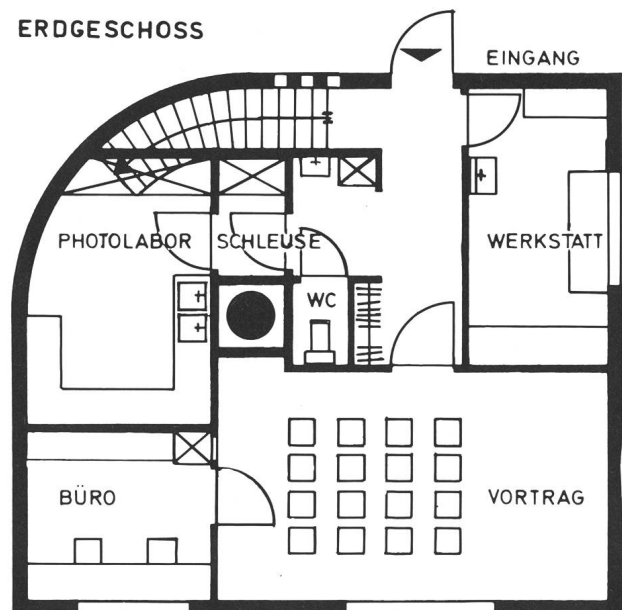 ERDGESCHOSS
EINGANG
PHOTOLABOR
SCHLEUSE
WERKSTATT
WC
BÜRO
VORTRAG